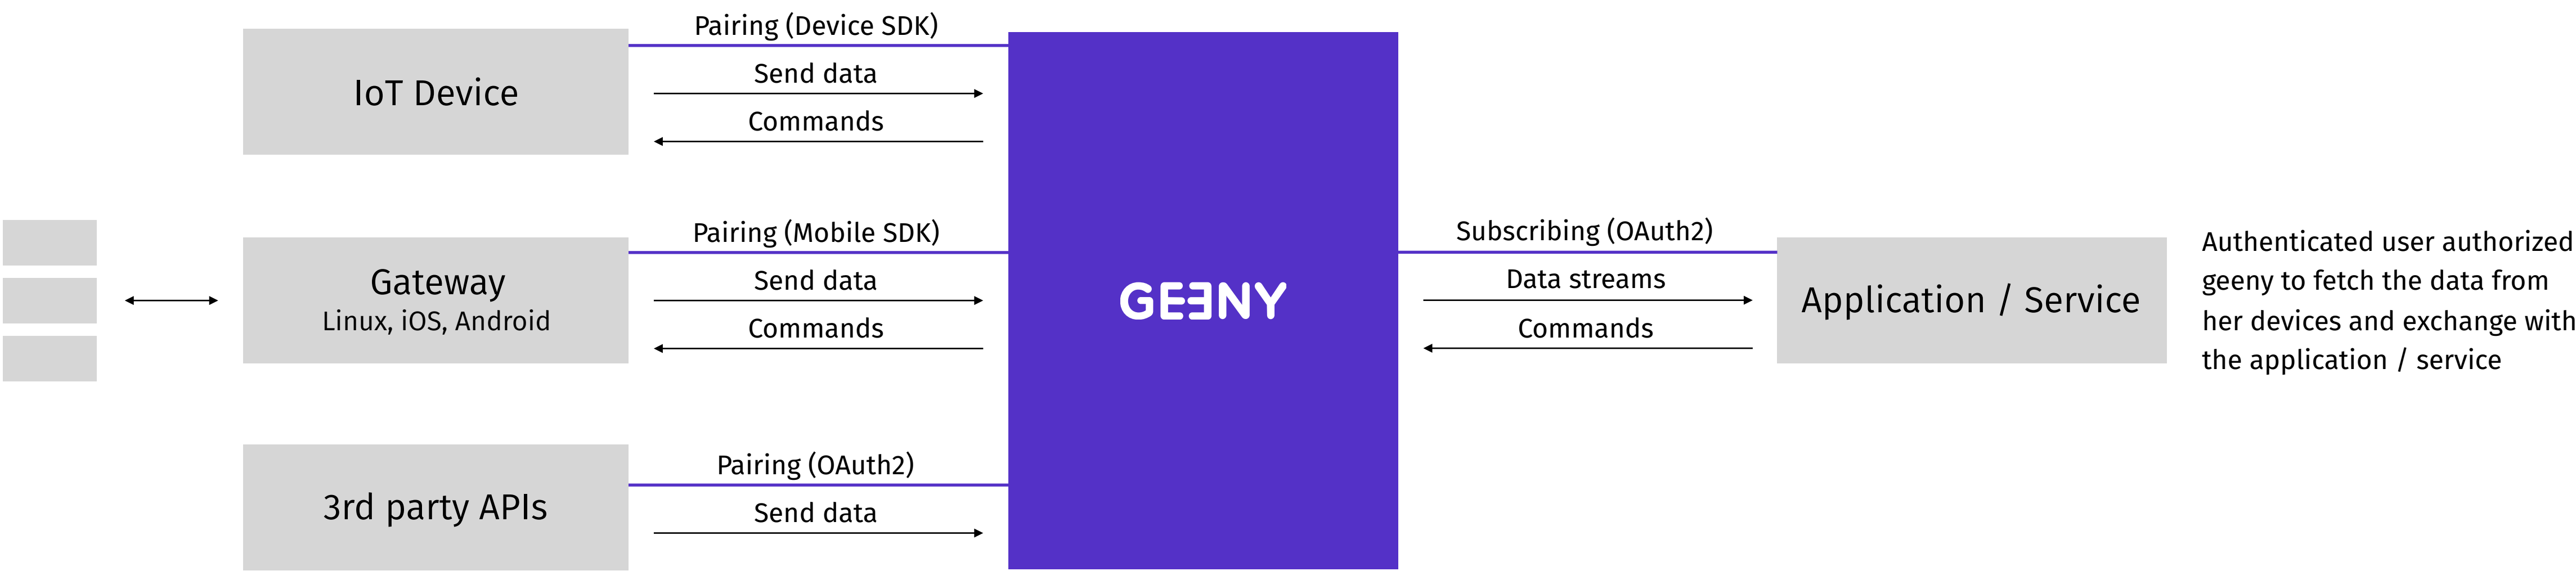 Pairing (Device SDK)
IoT Device
Send data
Commands
Pairing (Mobile SDK)
Gateway
Linux, iOS, Android
Send data
Commands
Pairing (OAuth2)
3rd party APIs
Send data
GEENY
Subscribing (OAuth2)
Data streams
Commands
Application / Service
Authenticated user authorized
geeny to fetch the data from
her devices and exchange with
the application / service